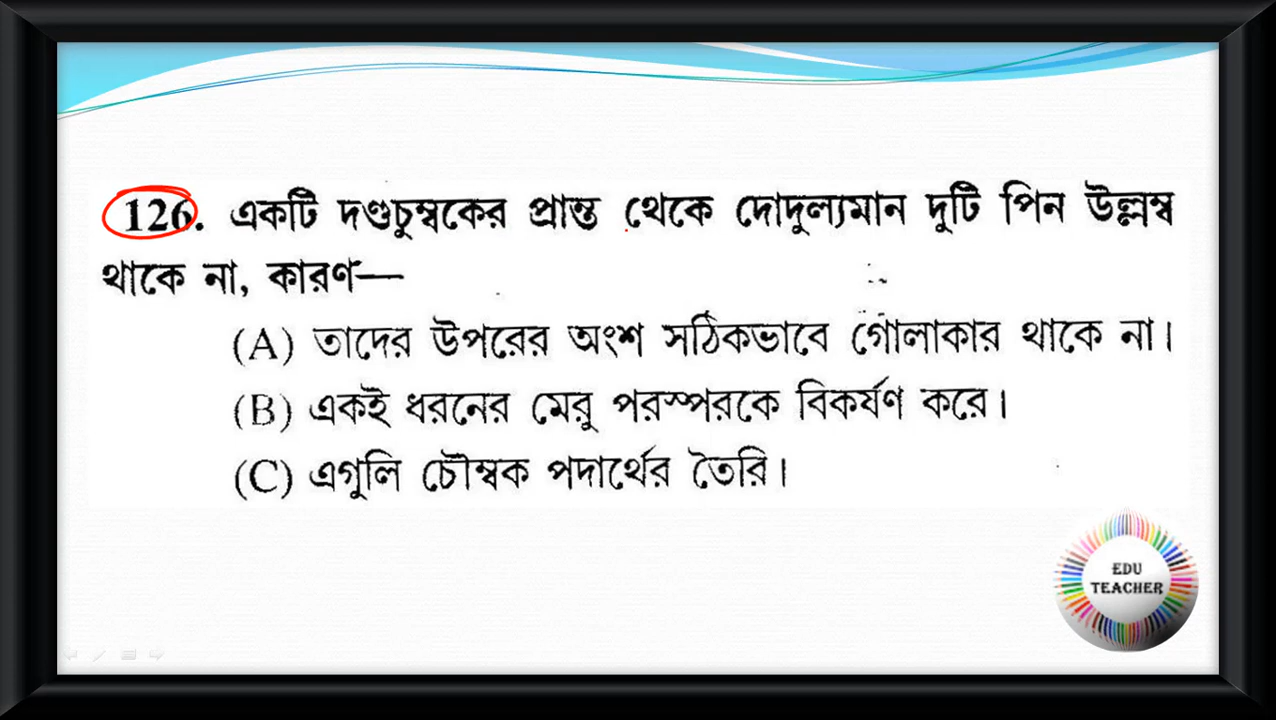 126. একটি দণ্ডচুম্বকের প্রান্ত থেকে দোদুল্যমান দুটি পিন উল্লম্ব
থাকে না, কারণ—
(A) তাদের উপরের অংশ সঠিকভাবে গোলাকার থাকে না।
(B) একই ধরনের মেরু পরস্পরকে বিকর্ষণ করে।
(C) এগুলি চৌম্বক পদার্থের তৈরি।
EDU
TEACHER